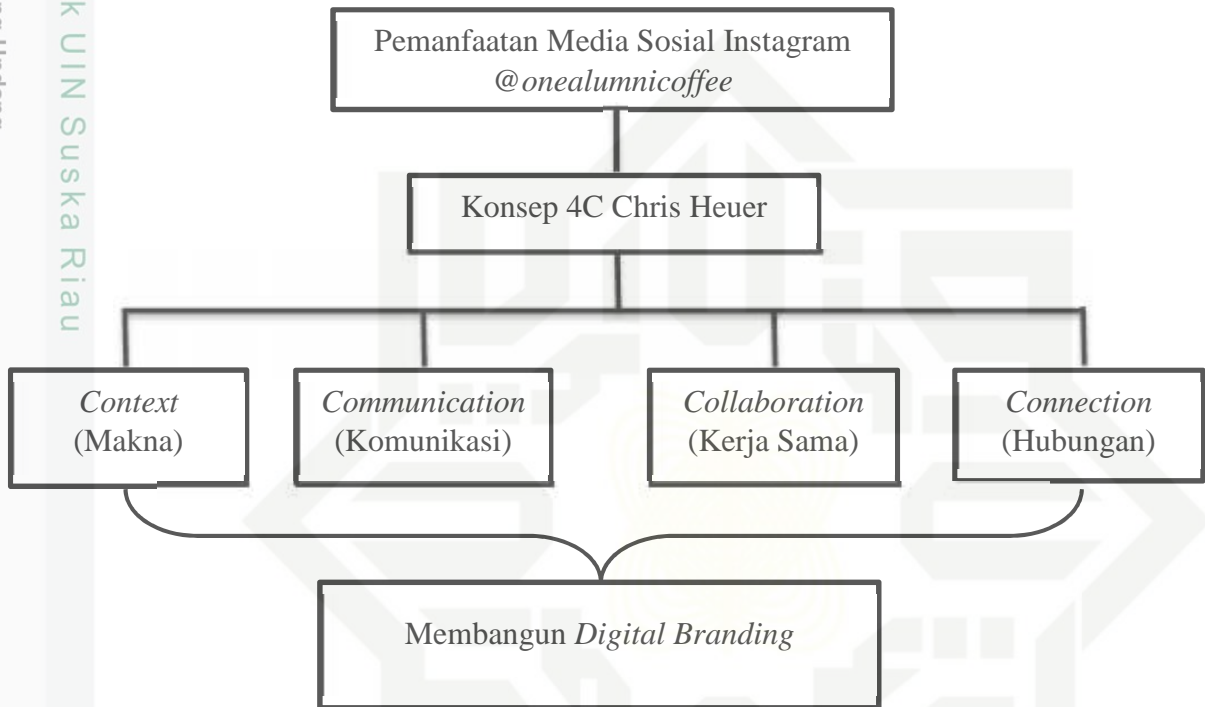 Pemanfaatan Media Sosial Instagram
@onealumnicoffee
Konsep 4C Chris Heuer
Context
(Makna)
Communication
(Komunikasi)
Collaboration
(Kerja Sama)
Connection
(Hubungan)
Membangun Digital Branding
k UIN Suska Riau